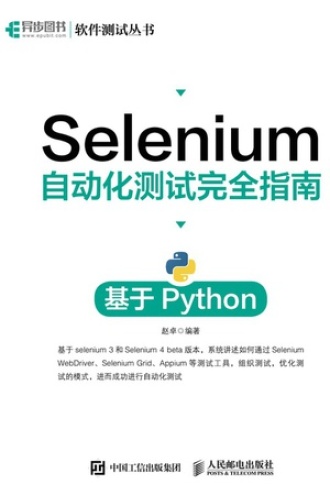 异步图书
www.epubit.com
软件测试丛书
Selenium
自动化测试完全指南
基于 Python
赵卓◎编著
基于 selenium 3 和 Selenium 4 beta 版本，系统讲述如何通过 Selenium
WebDriver、Selenium Grid、Appium 等测试工具，组织测试，优化测
试的模式，进而成功进行自动化测试
中国工信出版集团
人民邮电出版社